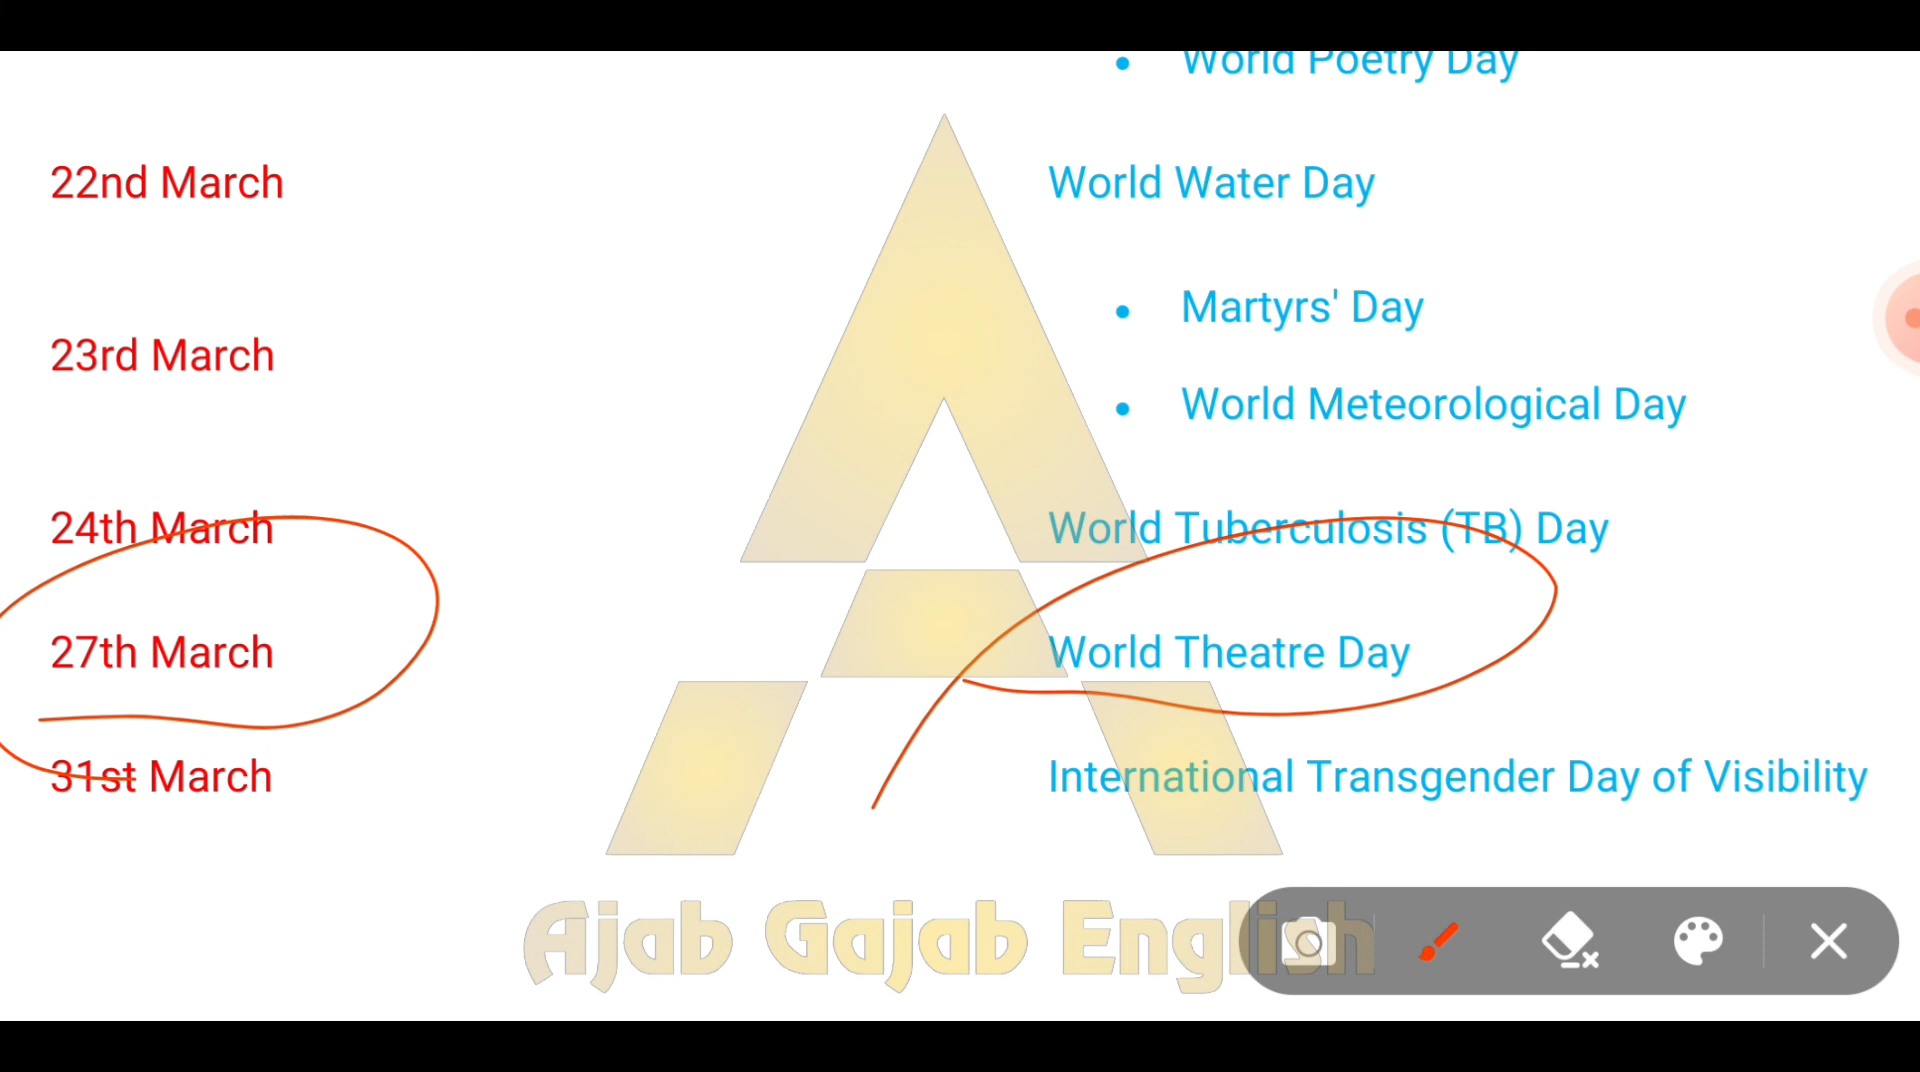 • World Poetry Day
22nd March World Water Day
• Martyrs' Day
23rd March
• World Meteorological Day
24th March World Tuberculosis (TB) Day
27th March World Theatre Day
31st March International Transgender Day of Visibility
Ajab Gajab English